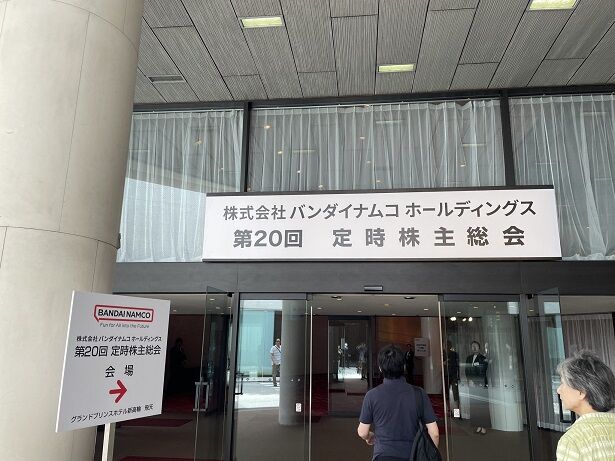 株式会社 バンダイナムコ ホールディングス
第20回 定時株主総会
BANDAI NAMCO
Fun for All into the Future
株式会社 バンダイナムコ ホールディングス
第20回 定時株主総会
会場
グランドプリンスホテル新高輪 飛天